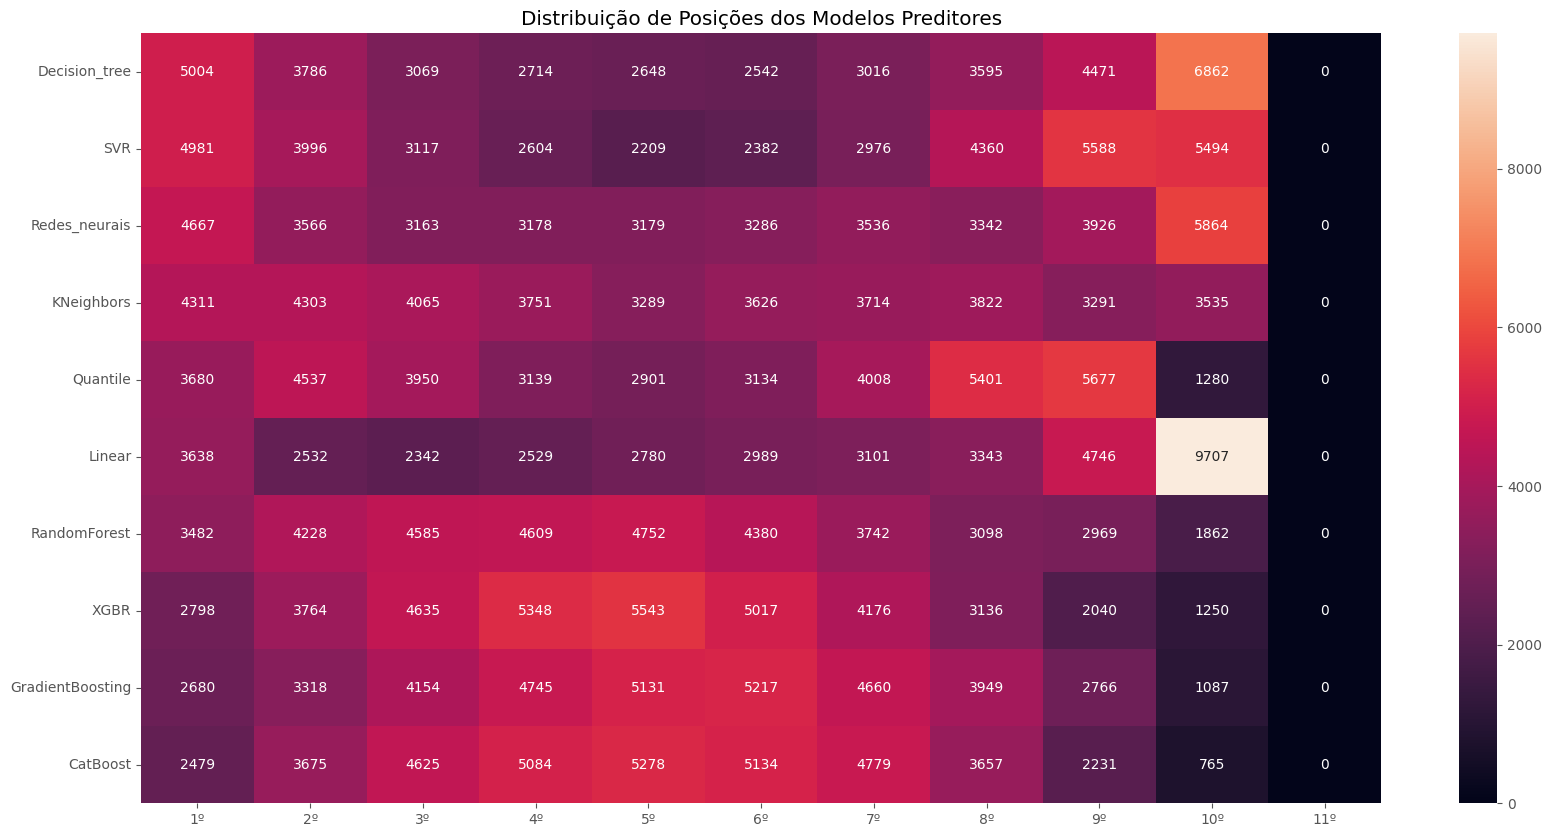 Distribuição de Posições dos Modelos Preditores
Decision_tree 5004 3786 3069 2714 2648 2542 3016 3595 4471 6862 0
SVR 4981 3996 3117 2604 2209 2382 2976 4360 5588 5494 0
Redes_neurais 4667 3566 3163 3178 3179 3286 3536 3342 3926 5864 0
KNeighbors 4311 4303 4065 3751 3289 3626 3714 3822 3291 3535 0
Quantile 3680 4537 3950 3139 2901 3134 4008 5401 5677 1280 0
Linear 3638 2532 2342 2529 2780 2989 3101 3343 4746 9707 0
RandomForest 3482 4228 4585 4609 4752 4380 3742 3098 2969 1862 0
XGBR 2798 3764 4635 5348 5543 5017 4176 3136 2040 1250 0
GradientBoosting 2680 3318 4154 4745 5131 5217 4660 3949 2766 1087 0
CatBoost 2479 3675 4625 5084 5278 5134 4779 3657 2231 765 0
1º 2º 3º 4º 5º 6º 7º 8º 9º 10º 11º
8000
6000
4000
2000
0